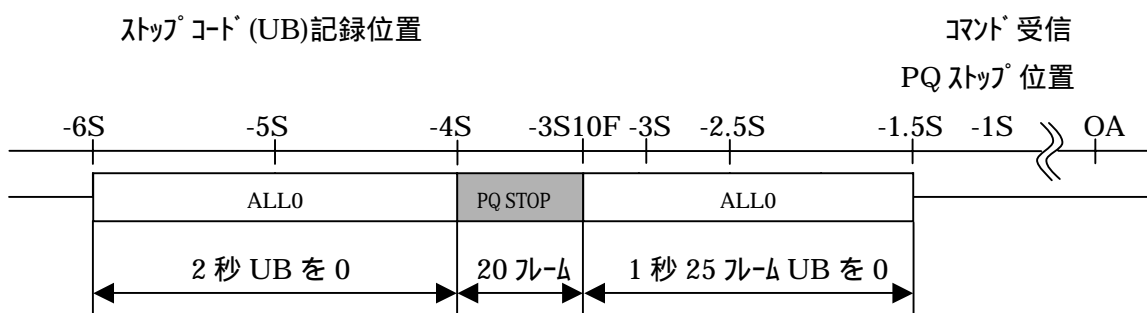 ｽﾄｯﾌﾟｺｰﾄﾞ(UB)記録位置
ｺﾏﾝﾄﾞ受信
PQ ｽﾄｯﾌﾟ位置
-6S -5S -4S -3S10F -3S -2.5S -1.5S -1S OA
ALL0 PQ STOP ALL0
2 秒 UB を 0 20 ﾌﾚｰﾑ 1 秒 25 ﾌﾚｰﾑ UB を 0